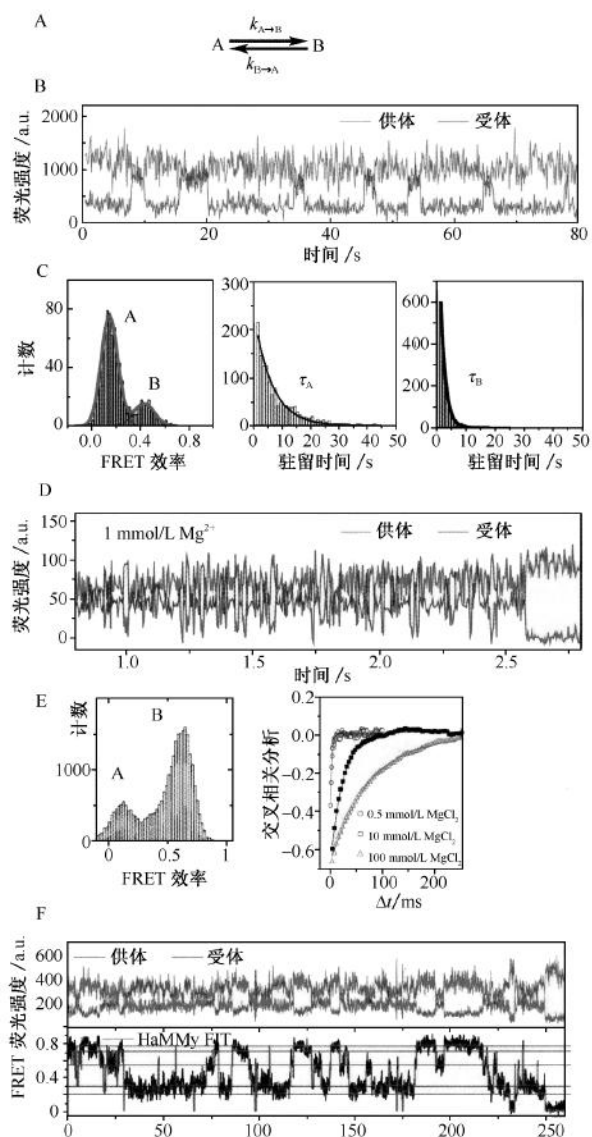 A
k_{A→B}
A B
k_{B→A}
B
供体 受体
荧光强度 /a.u.
2000
1000
0
0 20 40 60 80
时间 /s
C
计数
80
40
0
A
B
0.0 0.4 0.8
FRET 效率
300
200
100
0
τ_A
0 10 20 30 40 50
驻留时间 /s
600
400
200
0
τ_B
0 10 20 30 40 50
驻留时间 /s
D
1 mmol/L Mg²⁺ 供体 受体
荧光强度 /a.u.
150
100
50
0
1.0 1.5 2.0 2.5
时间 /s
E
计数
1000
0
A
B
0 0.5 1
FRET 效率
交叉相关分析
0.2
0.0
−0.2
−0.4
−0.6
0.5 mmol/L MgCl₂
10 mmol/L MgCl₂
100 mmol/L MgCl₂
0 100 200
Δt/ms
F
供体 受体
FRET 荧光强度 /a.u.
600
400
200
HaMMy FIT
0.8
0.4
0
0 50 100 150 200 250